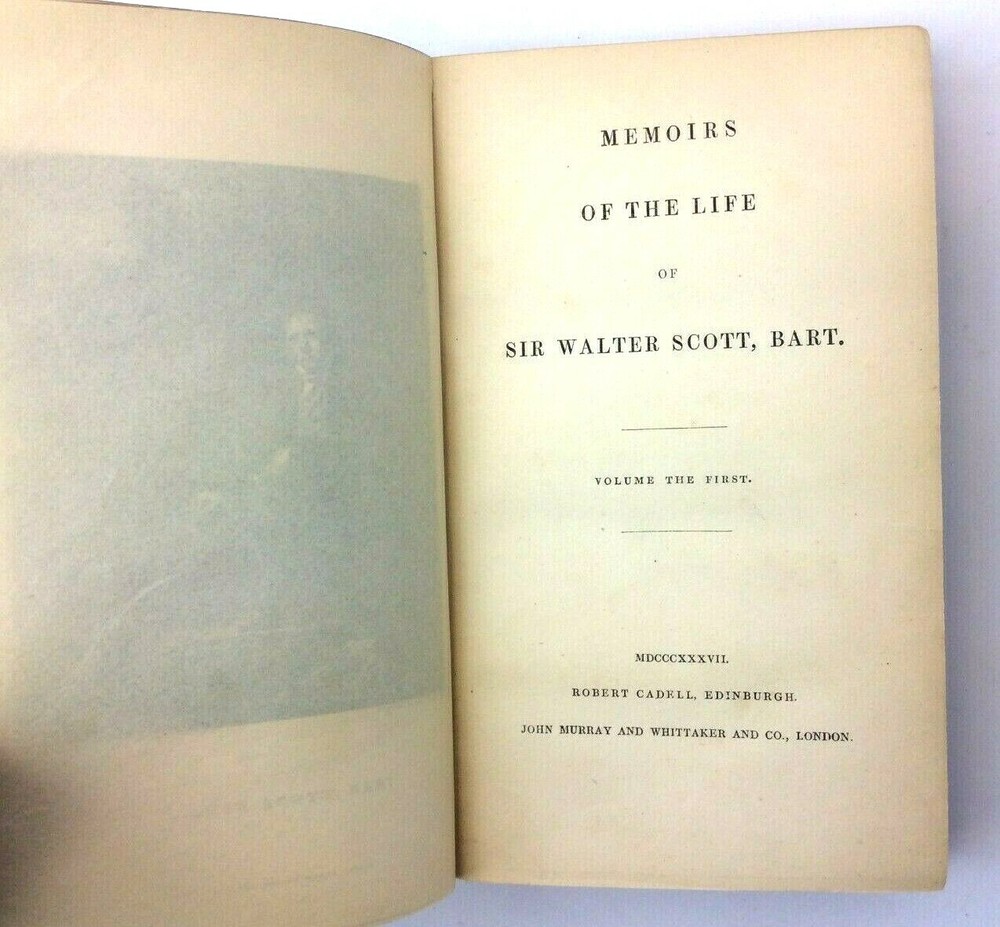 MEMOIRS
OF THE LIFE
OF
SIR WALTER SCOTT, BART.
VOLUME THE FIRST.
MDCCCXXXVII.
ROBERT CADELL, EDINBURGH.
JOHN MURRAY AND WHITTAKER AND CO., LONDON.